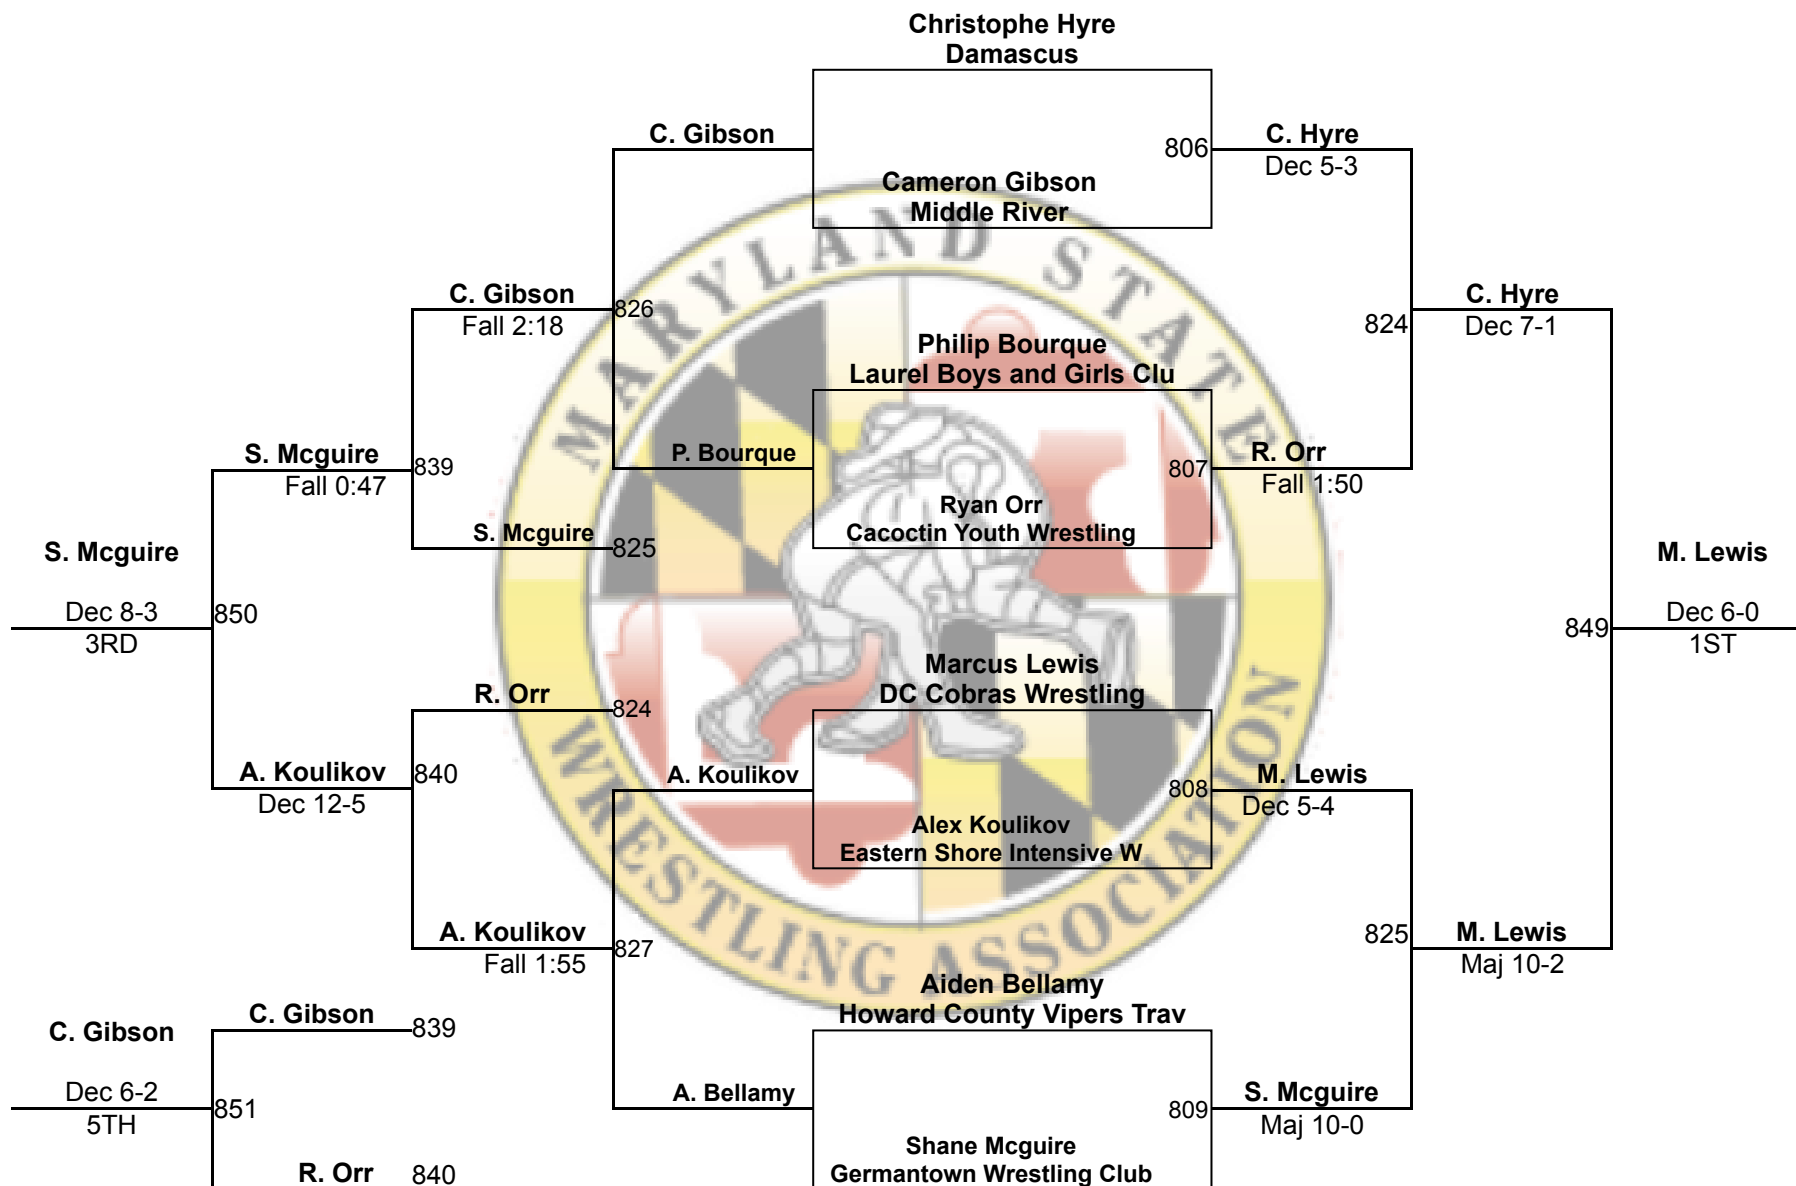 Christophe Hyre
Damascus
C. Gibson
806
C. Hyre
Dec 5-3
Cameron Gibson
Middle River
MARYLAND STATE
WRESTLING ASSOCIATION
C. Gibson
Fall 2:18
826
C. Hyre
Dec 7-1
824
Philip Bourque
Laurel Boys and Girls Clu
S. Mcguire
Fall 0:47
839
P. Bourque
807
R. Orr
Fall 1:50
Ryan Orr
Cacoctin Youth Wrestling
S. Mcguire
825
S. Mcguire
Dec 8-3
3RD
850
M. Lewis
Dec 6-0
1ST
849
Marcus Lewis
DC Cobras Wrestling
R. Orr
824
A. Koulikov
Dec 12-5
840
A. Koulikov
808
M. Lewis
Dec 5-4
Alex Koulikov
Eastern Shore Intensive W
A. Koulikov
Fall 1:55
827
825
M. Lewis
Maj 10-2
Aiden Bellamy
Howard County Vipers Trav
C. Gibson
839
C. Gibson
Dec 6-2
5TH
851
A. Bellamy
809
S. Mcguire
Maj 10-0
Shane Mcguire
Germantown Wrestling Club
R. Orr
840